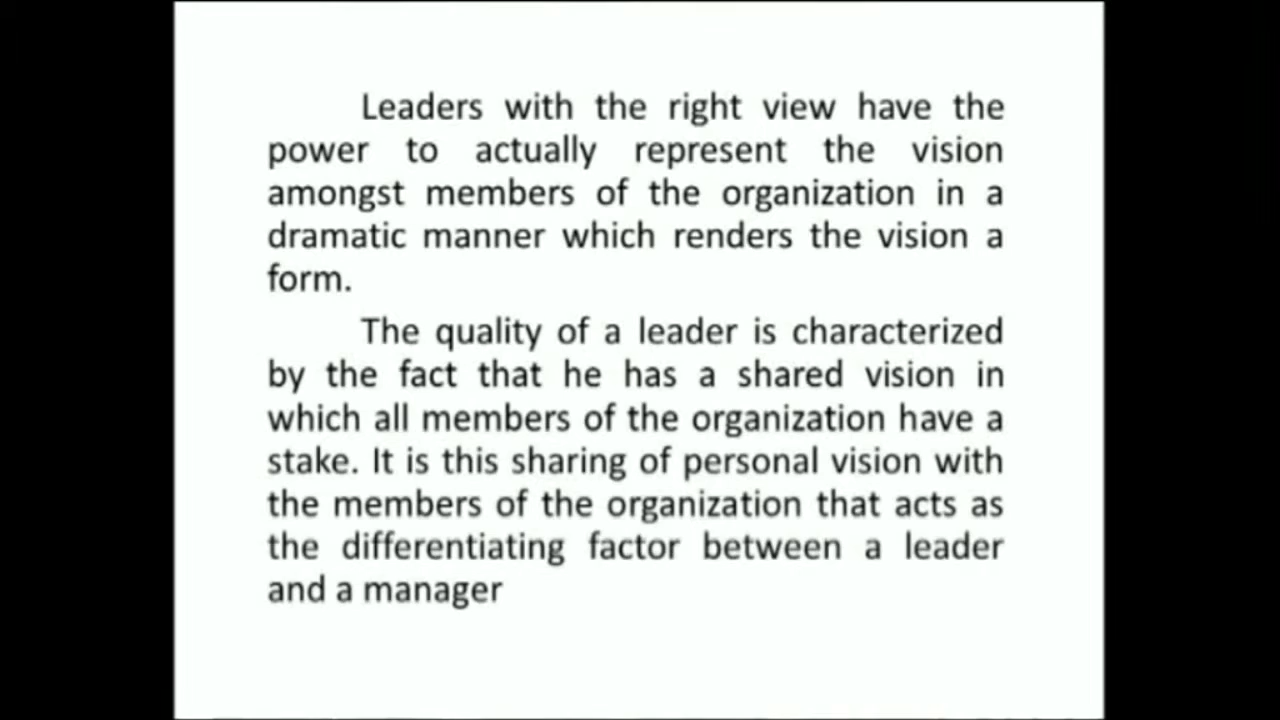 Leaders with the right view have the
power to actually represent the vision
amongst members of the organization in a
dramatic manner which renders the vision a
form.
The quality of a leader is characterized
by the fact that he has a shared vision in
which all members of the organization have a
stake. It is this sharing of personal vision with
the members of the organization that acts as
the differentiating factor between a leader
and a manager